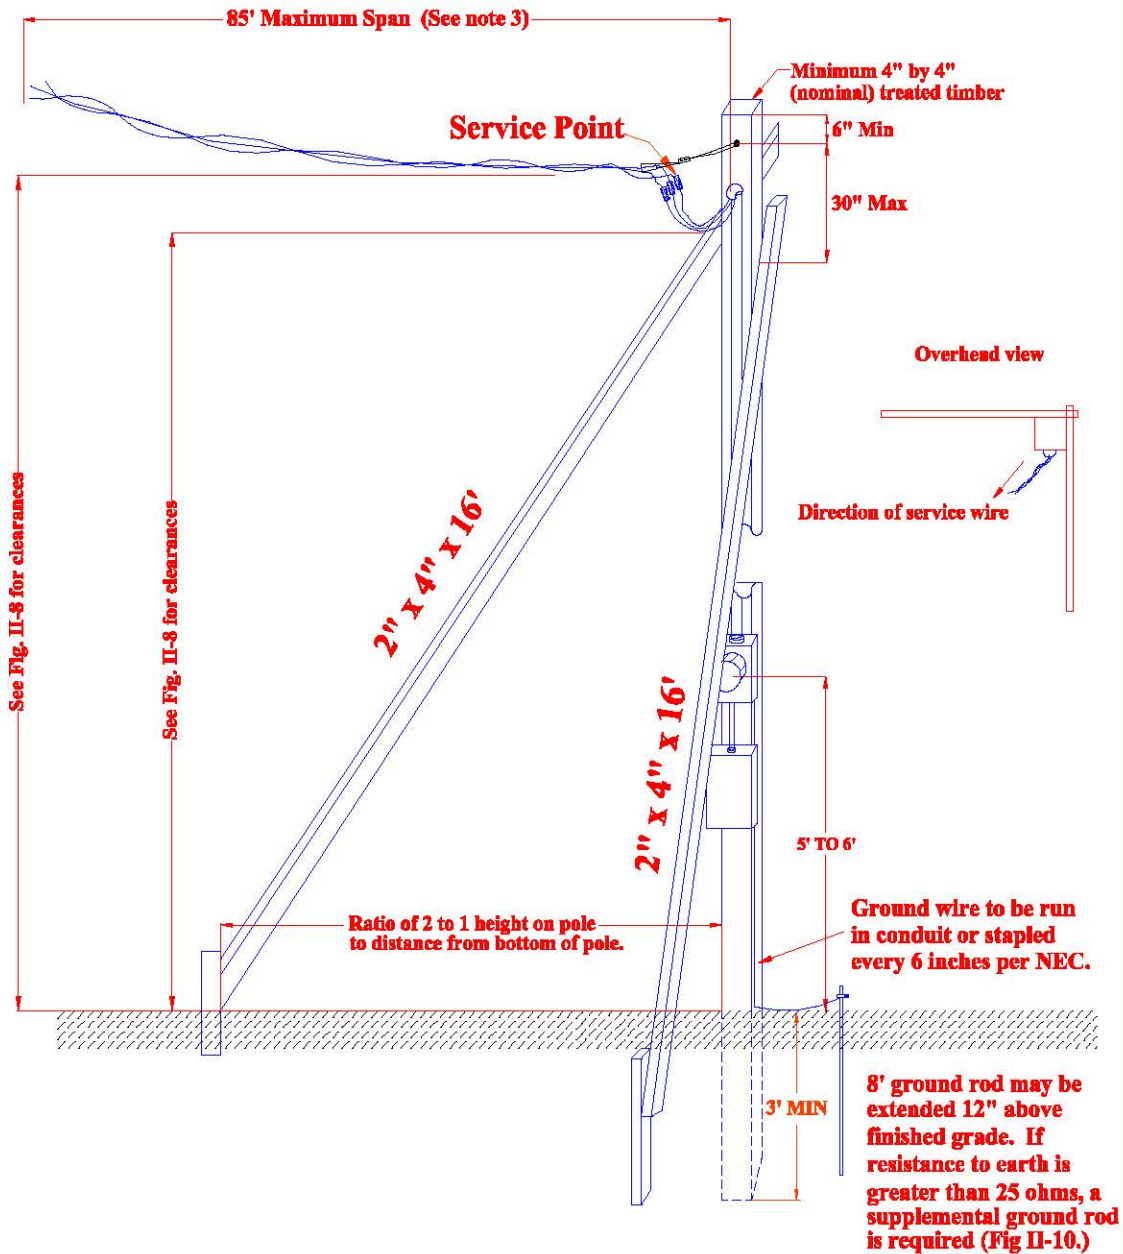 85' Maximum Span  (See note 3)
Minimum 4" by 4"
(nominal) treated timber
Service Point
6" Min
30" Max
Overhead view
Direction of service wire
See Fig. II-8 for clearances
See Fig. II-8 for clearances
2" x 4" x 16'
2" x 4" x 16'
5' TO 6'
Ratio of 2 to 1 height on pole
to distance from bottom of pole.
Ground wire to be run
in conduit or stapled
every 6 inches per NEC.
3' MIN
8' ground rod may be
extended 12" above
finished grade.  If
resistance to earth is
greater than 25 ohms, a
supplemental ground rod
is required (Fig II-10.)